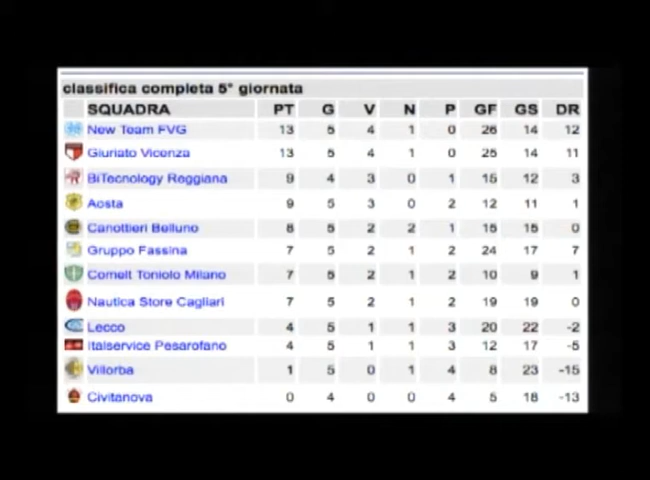 classifica completa 5° giornata
SQUADRA PT G V N P GF GS DR
New Team FVG 13 5 4 1 0 26 14 12
Giuriato Vicenza 13 5 4 1 0 25 14 11
BiTecnology Reggiana 9 4 3 0 1 15 12 3
Aosta 9 5 3 0 2 12 11 1
Canottieri Belluno 8 5 2 2 1 15 15 0
Gruppo Fassina 7 5 2 1 2 24 17 7
Comelt Toniolo Milano 7 5 2 1 2 10 9 1
Nautica Store Cagliari 7 5 2 1 2 19 19 0
Lecco 4 5 1 1 3 20 22 -2
Italservice Pesarofano 4 5 1 1 3 12 17 -5
Villorba 1 5 0 1 4 8 23 -15
Civitanova 0 4 0 0 4 5 18 -13